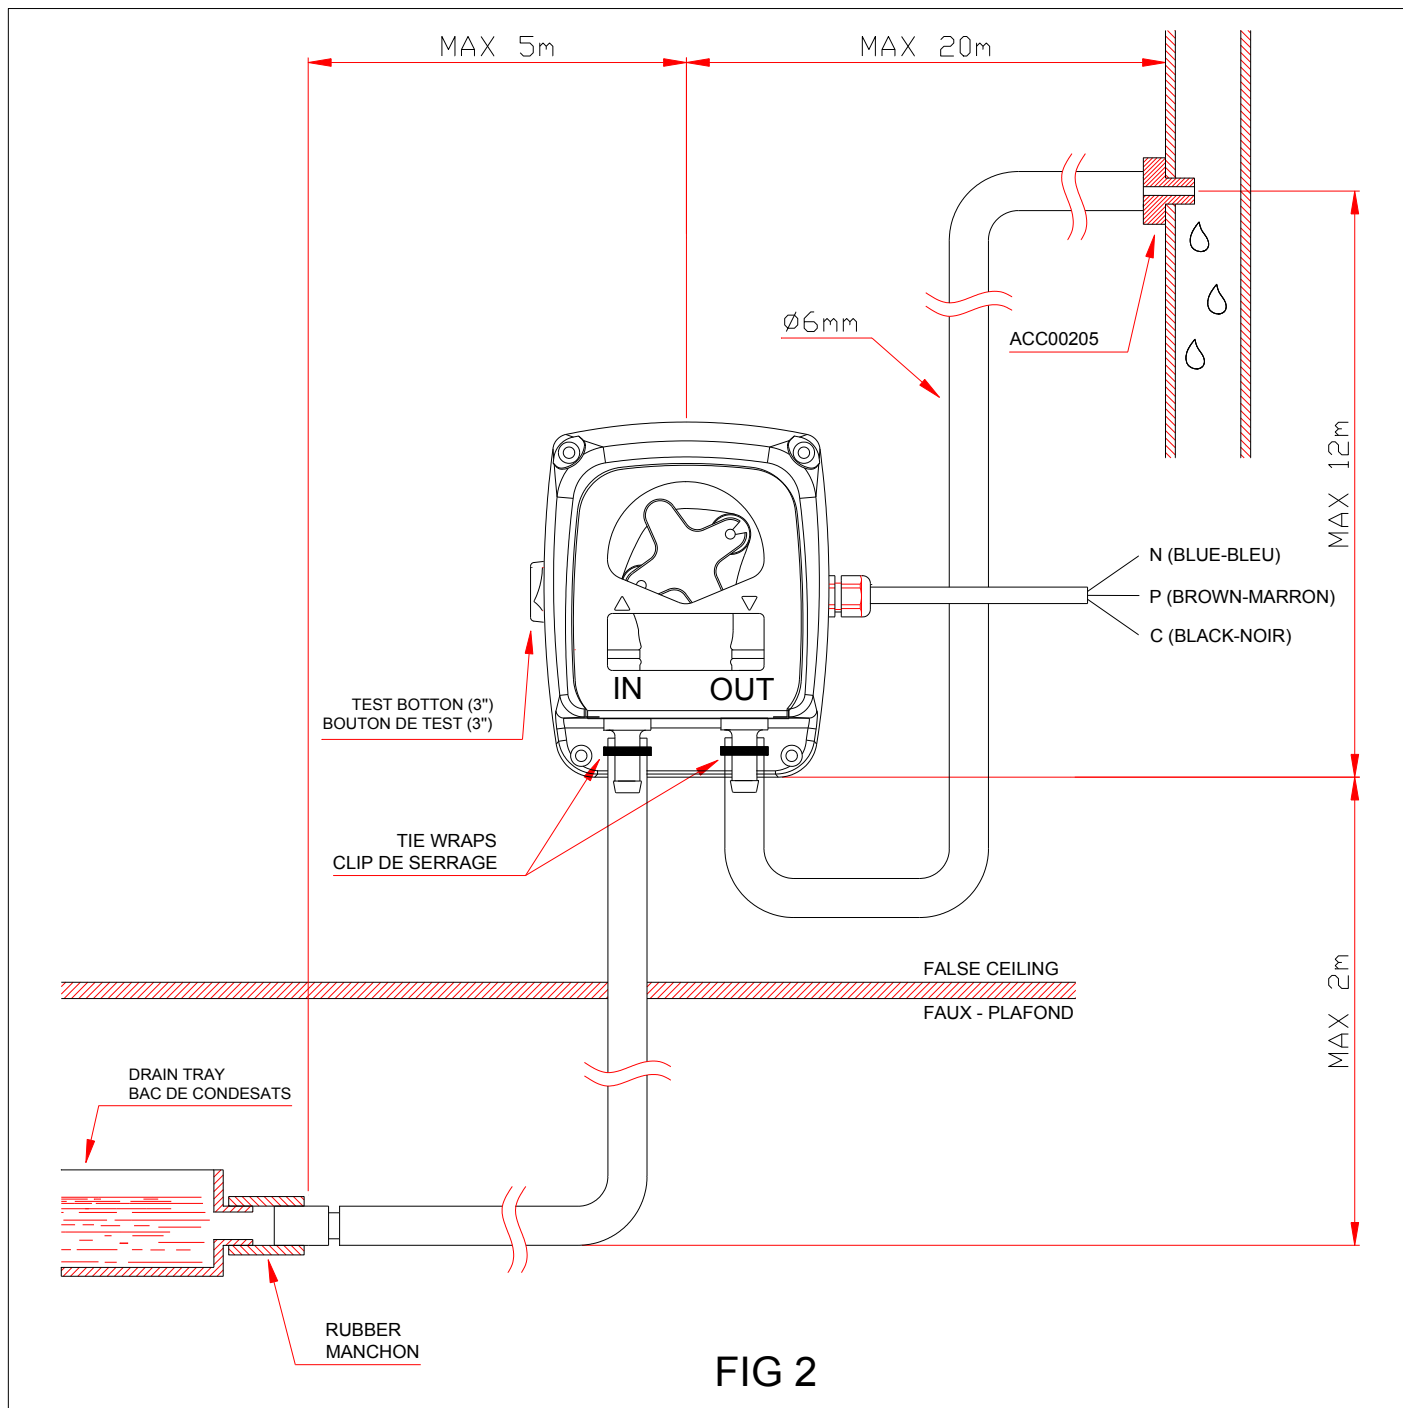 MAX 5m
MAX 20m
Ø6mm
ACC00205
MAX 12m
N (BLUE-BLEU)
P (BROWN-MARRON)
C (BLACK-NOIR)
IN
OUT
TEST BOTTON (3")
BOUTON DE TEST (3")
TIE WRAPS
CLIP DE SERRAGE
FALSE CEILING
FAUX - PLAFOND
MAX 2m
DRAIN TRAY
BAC DE CONDESATS
RUBBER
MANCHON
FIG 2